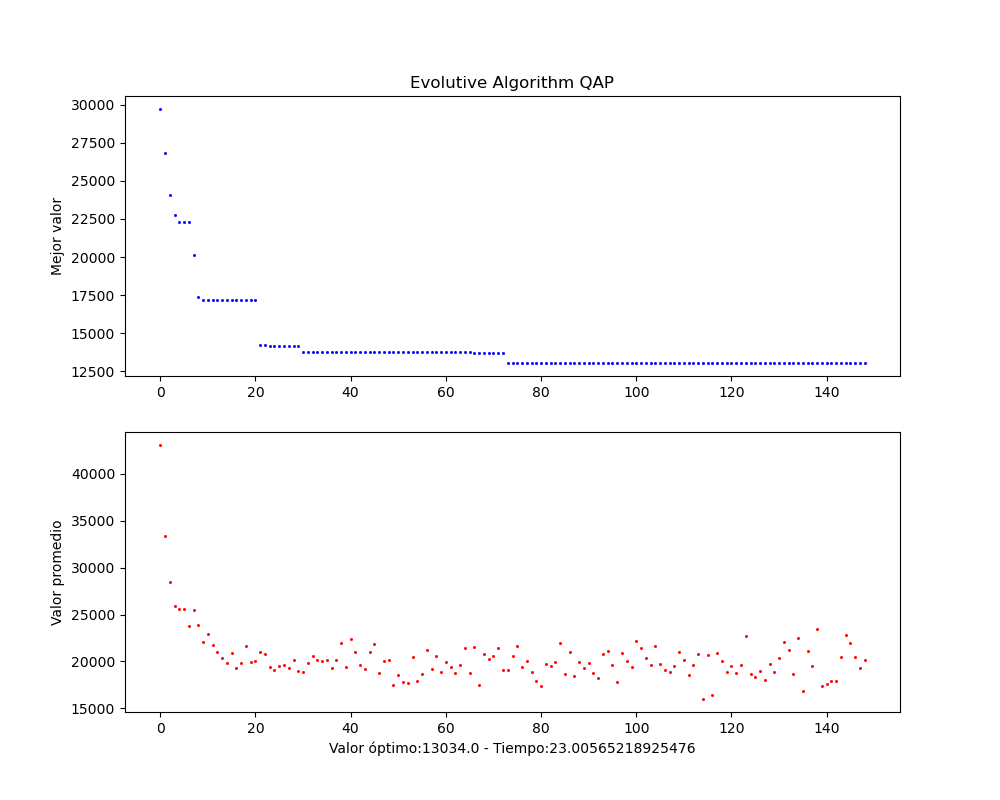 Evolutive Algorithm QAP
30000
27500
25000
22500
20000
17500
15000
12500
Mejor valor
0 20 40 60 80 100 120 140
40000
35000
30000
25000
20000
15000
Valor promedio
0 20 40 60 80 100 120 140
Valor óptimo:13034.0 - Tiempo:23.00565218925476